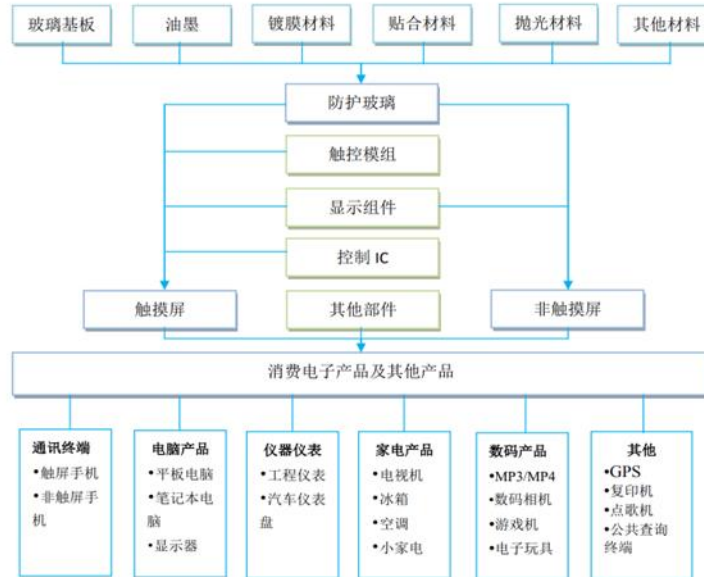 玻璃基板
油墨
镀膜材料
贴合材料
抛光材料
其他材料
防护玻璃
触控模组
显示组件
控制 IC
触摸屏
其他部件
非触摸屏
消费电子产品及其他产品
通讯终端
•触屏手机
•非触屏手
机
电脑产品
•平板电脑
•笔记本电
脑
•显示器
仪器仪表
•工程仪表
•汽车仪表
盘
家电产品
•电视机
•冰箱
•空调
•小家电
数码产品
•MP3/MP4
•数码相机
•游戏机
•电子玩具
其他
•GPS
•复印机
•点歌机
•公共查询
终端